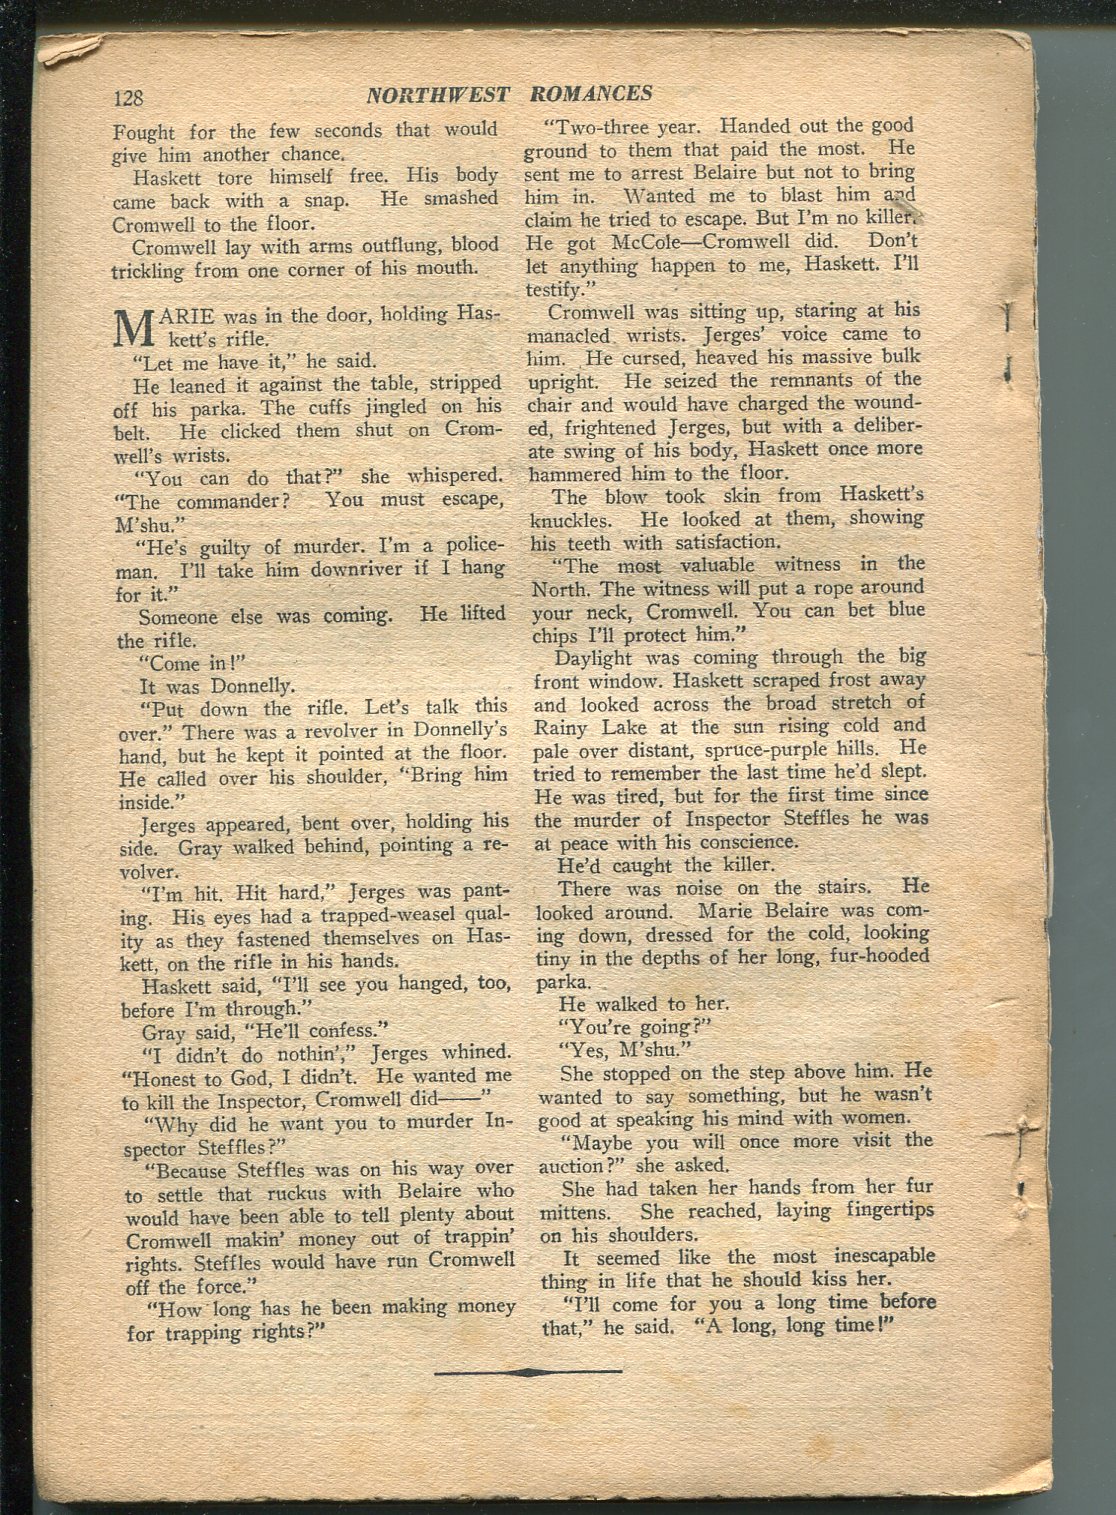 128
NORTHWEST ROMANCES
Fought for the few seconds that would
give him another chance.
Haskett tore himself free. His body
came back with a snap. He smashed
Cromwell to the floor.
Cromwell lay with arms outflung, blood
trickling from one corner of his mouth.
MARIE was in the door, holding Has-
kett's rifle.
“Let me have it,” he said.
He leaned it against the table, stripped
off his parka. The cuffs jingled on his
belt. He clicked them shut on Crom-
well's wrists.
“You can do that?” she whispered.
“The commander? You must escape,
M'shu.”
“He's guilty of murder. I'm a police-
man. I'll take him downriver if I hang
for it.”
Someone else was coming. He lifted
the rifle.
“Come in!”
It was Donnelly.
“Put down the rifle. Let's talk this
over.” There was a revolver in Donnelly's
hand, but he kept it pointed at the floor.
He called over his shoulder, “Bring him
inside.”
Jerges appeared, bent over, holding his
side. Gray walked behind, pointing a re-
volver.
“I'm hit. Hit hard,” Jerges was pant-
ing. His eyes had a trapped-weasel qual-
ity as they fastened themselves on Has-
kett, on the rifle in his hands.
Haskett said, “I'll see you hanged, too,
before I'm through.”
Gray said, “He'll confess.”
“I didn't do nothin',” Jerges whined.
“Honest to God, I didn't. He wanted me
to kill the Inspector, Cromwell did——”
“Why did he want you to murder In-
spector Steffles?”
“Because Steffles was on his way over
to settle that ruckus with Belaire who
would have been able to tell plenty about
Cromwell makin' money out of trappin'
rights. Steffles would have run Cromwell
off the force.”
“How long has he been making money
for trapping rights?”
“Two-three year. Handed out the good
ground to them that paid the most. He
sent me to arrest Belaire but not to bring
him in. Wanted me to blast him and
claim he tried to escape. But I'm no killer.
He got McCole—Cromwell did. Don't
let anything happen to me, Haskett. I'll
testify.”
Cromwell was sitting up, staring at his
manacled wrists. Jerges' voice came to
him. He cursed, heaved his massive bulk
upright. He seized the remnants of the
chair and would have charged the wound-
ed, frightened Jerges, but with a deliber-
ate swing of his body, Haskett once more
hammered him to the floor.
The blow took skin from Haskett's
knuckles. He looked at them, showing
his teeth with satisfaction.
“The most valuable witness in the
North. The witness will put a rope around
your neck, Cromwell. You can bet blue
chips I'll protect him.”
Daylight was coming through the big
front window. Haskett scraped frost away
and looked across the broad stretch of
Rainy Lake at the sun rising cold and
pale over distant, spruce-purple hills. He
tried to remember the last time he'd slept.
He was tired, but for the first time since
the murder of Inspector Steffles he was
at peace with his conscience.
He'd caught the killer.
There was noise on the stairs. He
looked around. Marie Belaire was com-
ing down, dressed for the cold, looking
tiny in the depths of her long, fur-hooded
parka.
He walked to her.
“You're going?”
“Yes, M'shu.”
She stopped on the step above him. He
wanted to say something, but he wasn't
good at speaking his mind with women.
“Maybe you will once more visit the
auction?” she asked.
She had taken her hands from her fur
mittens. She reached, laying fingertips
on his shoulders.
It seemed like the most inescapable
thing in life that he should kiss her.
“I'll come for you a long time before
that,” he said. “A long, long time!”